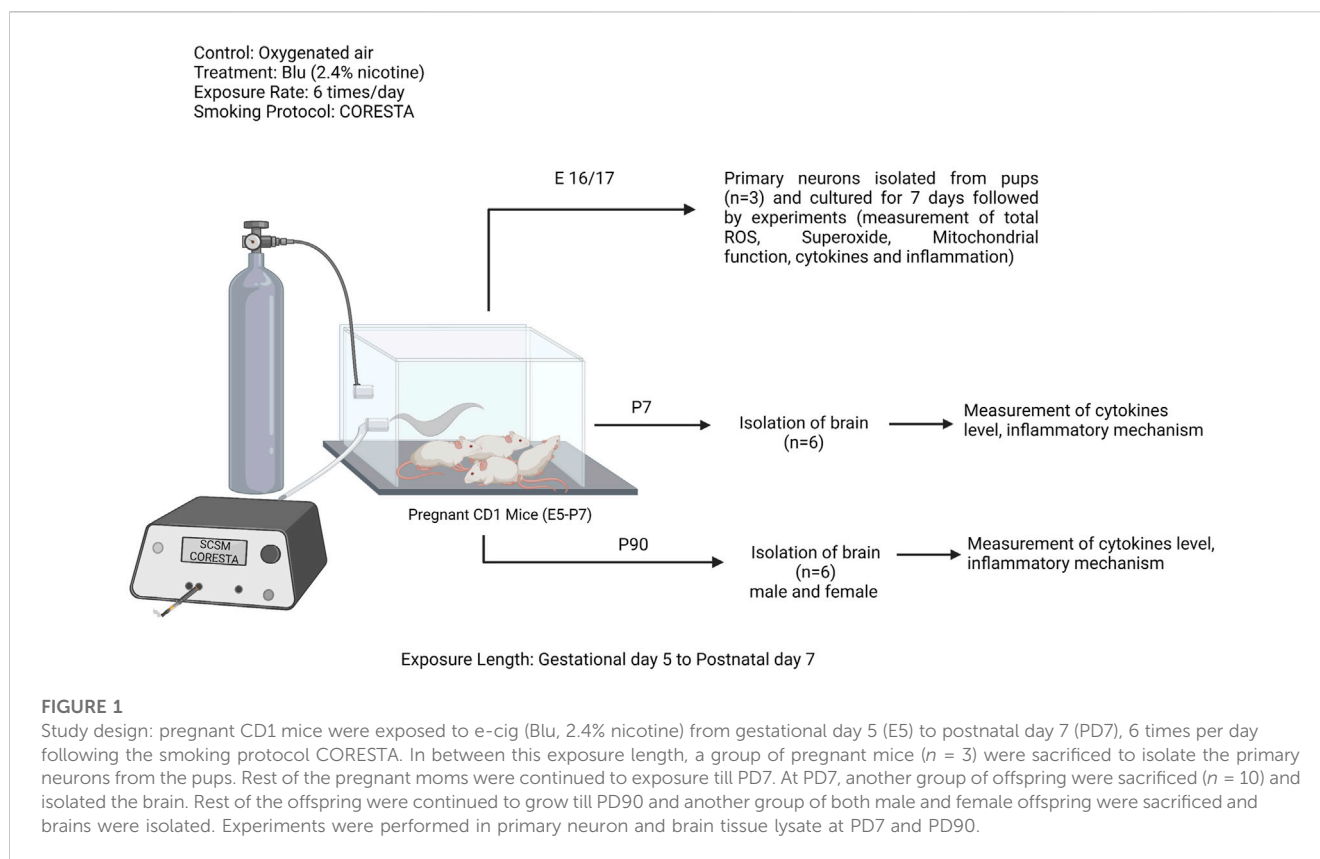 Control: Oxygenated air
Treatment: Blu (2.4% nicotine)
Exposure Rate: 6 times/day
Smoking Protocol: CORESTA
E 16/17
Primary neurons isolated from pups
(n=3) and cultured for 7 days followed
by experiments (measurement of total
ROS, Superoxide, Mitochondrial
function, cytokines and inflammation)
P7
Isolation of brain
(n=6)
Measurement of cytokines
level, inflammatory mechanism
Pregnant CD1 Mice (E5-P7)
SCSM
CORESTA
P90
Isolation of brain
(n=6)
male and female
Measurement of cytokines level,
inflammatory mechanism
Exposure Length: Gestational day 5 to Postnatal day 7
FIGURE 1
Study design: pregnant CD1 mice were exposed to e-cig (Blu, 2.4% nicotine) from gestational day 5 (E5) to postnatal day 7 (PD7), 6 times per day
following the smoking protocol CORESTA. In between this exposure length, a group of pregnant mice (n = 3) were sacrificed to isolate the primary
neurons from the pups. Rest of the pregnant moms were continued to exposure till PD7. At PD7, another group of offspring were sacrificed (n = 10) and
isolated the brain. Rest of the offspring were continued to grow till PD90 and another group of both male and female offspring were sacrificed and
brains were isolated. Experiments were performed in primary neuron and brain tissue lysate at PD7 and PD90.